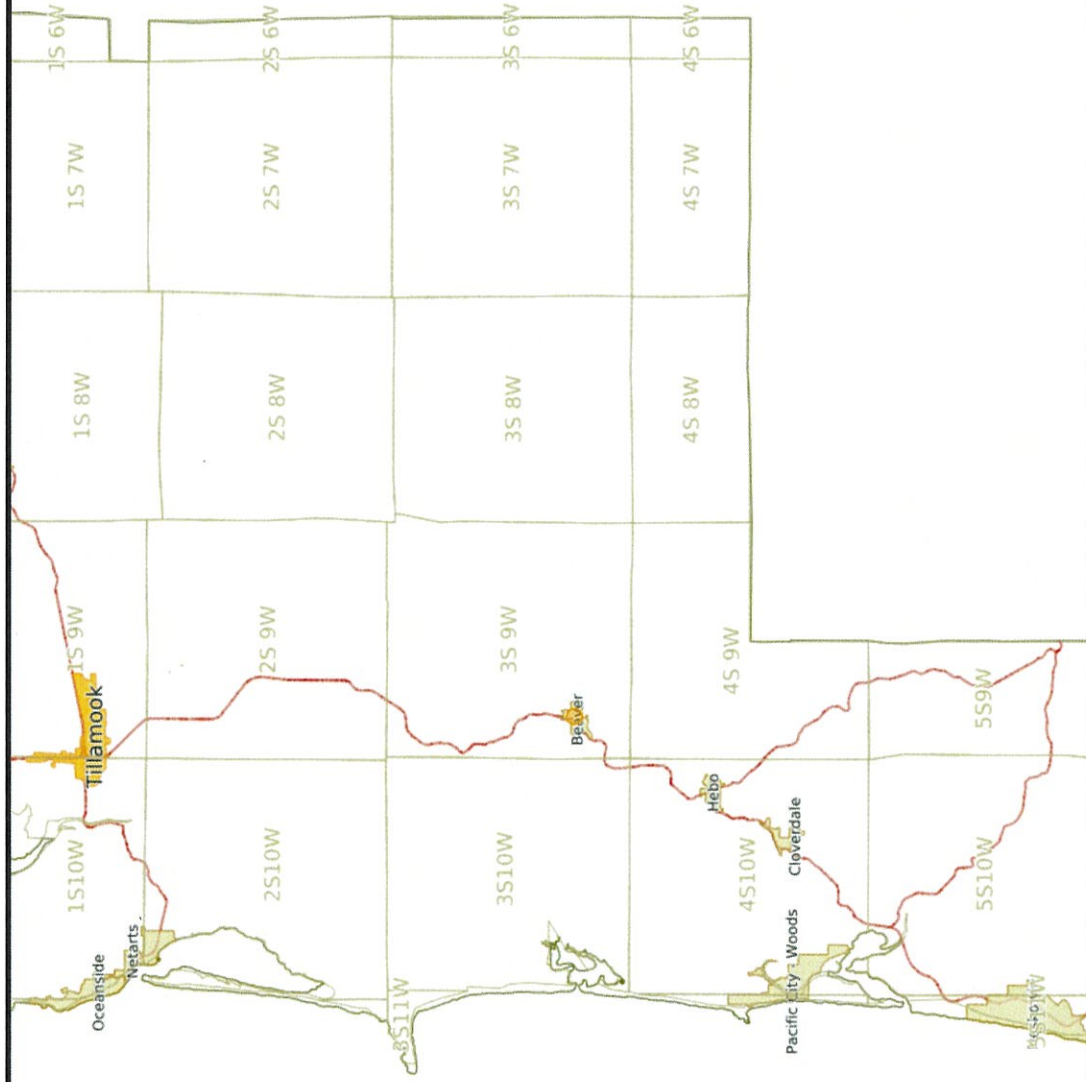 1S 6W
2S 6W
3S 6W
4S 6W
1S 7W
2S 7W
3S 7W
4S 7W
1S 8W
2S 8W
3S 8W
4S 8W
1S 9W
2S 9W
3S 9W
4S 9W
5S9W
Tillamook
Beaver
Hebo
Cloverdale
1S10W
2S10W
3S10W
4S10W
5S10W
Netarts
Oceanside
Pacific City - Woods
3S11W
5S11W